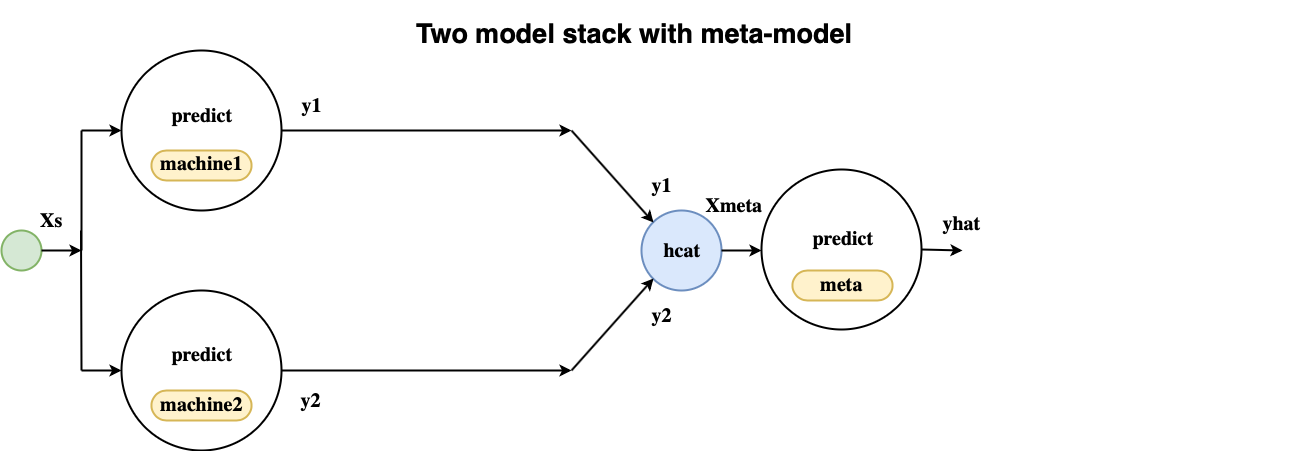 Two model stack with meta-model
predict
machine1
y1
Xs
y1
Xmeta
hcat
predict
meta
yhat
y2
predict
machine2
y2